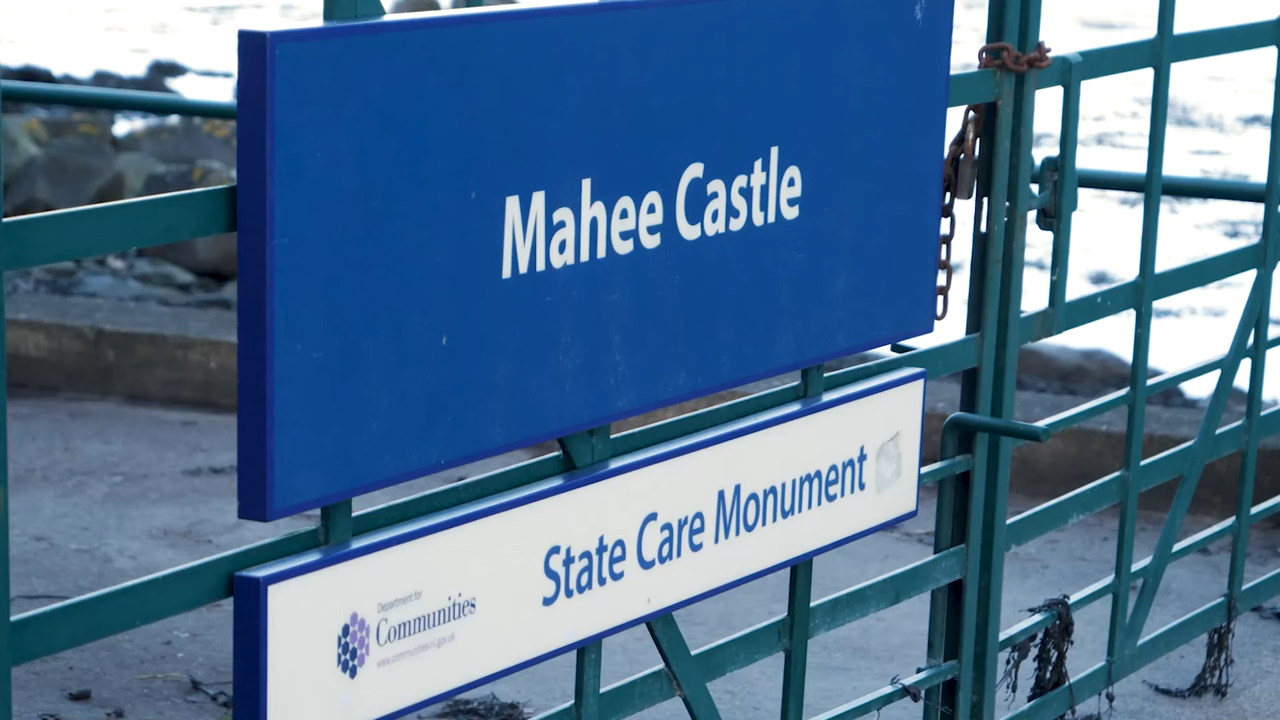 Mahee Castle
State Care Monument
Department for
Communities
www.communities-ni.gov.uk